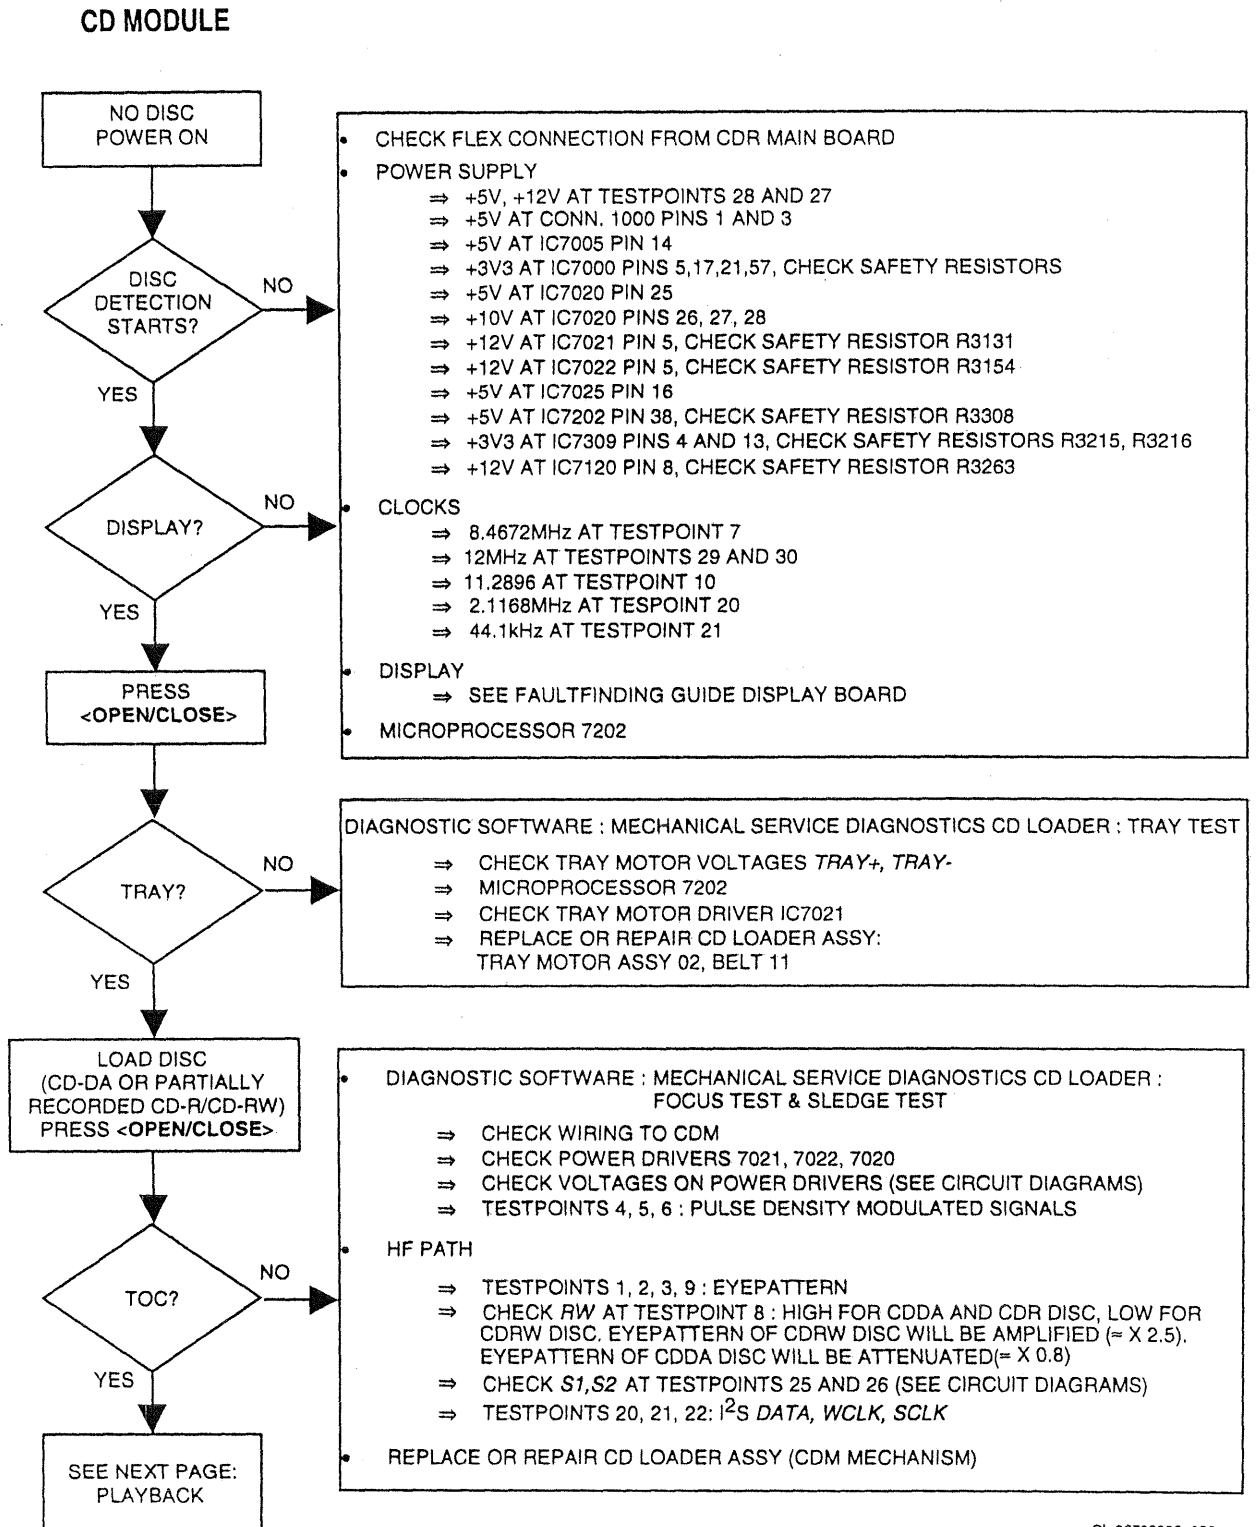 CD MODULE
NO DISC
POWER ON
DISC
DETECTION
STARTS?
NO
YES
• CHECK FLEX CONNECTION FROM CDR MAIN BOARD
• POWER SUPPLY
⇒ +5V, +12V AT TESTPOINTS 28 AND 27
⇒ +5V AT CONN. 1000 PINS 1 AND 3
⇒ +5V AT IC7005 PIN 14
⇒ +3V3 AT IC7000 PINS 5,17,21,57, CHECK SAFETY RESISTORS
⇒ +5V AT IC7020 PIN 25
⇒ +10V AT IC7020 PINS 26, 27, 28
⇒ +12V AT IC7021 PIN 5, CHECK SAFETY RESISTOR R3131
⇒ +12V AT IC7022 PIN 5, CHECK SAFETY RESISTOR R3154
⇒ +5V AT IC7025 PIN 16
⇒ +5V AT IC7202 PIN 38, CHECK SAFETY RESISTOR R3308
⇒ +3V3 AT IC7309 PINS 4 AND 13, CHECK SAFETY RESISTORS R3215, R3216
⇒ +12V AT IC7120 PIN 8, CHECK SAFETY RESISTOR R3263
DISPLAY?
NO
YES
• CLOCKS
⇒ 8.4672MHz AT TESTPOINT 7
⇒ 12MHz AT TESTPOINTS 29 AND 30
⇒ 11.2896 AT TESTPOINT 10
⇒ 2.1168MHz AT TESPOINT 20
⇒ 44.1kHz AT TESTPOINT 21
• DISPLAY
⇒ SEE FAULTFINDING GUIDE DISPLAY BOARD
• MICROPROCESSOR 7202
PRESS
<OPEN/CLOSE>
TRAY?
NO
YES
DIAGNOSTIC SOFTWARE : MECHANICAL SERVICE DIAGNOSTICS CD LOADER : TRAY TEST
⇒ CHECK TRAY MOTOR VOLTAGES TRAY+, TRAY-
⇒ MICROPROCESSOR 7202
⇒ CHECK TRAY MOTOR DRIVER IC7021
⇒ REPLACE OR REPAIR CD LOADER ASSY:
TRAY MOTOR ASSY 02, BELT 11
LOAD DISC
(CD-DA OR PARTIALLY
RECORDED CD-R/CD-RW)
PRESS <OPEN/CLOSE>
TOC?
NO
YES
• DIAGNOSTIC SOFTWARE : MECHANICAL SERVICE DIAGNOSTICS CD LOADER :
FOCUS TEST & SLEDGE TEST
⇒ CHECK WIRING TO CDM
⇒ CHECK POWER DRIVERS 7021, 7022, 7020
⇒ CHECK VOLTAGES ON POWER DRIVERS (SEE CIRCUIT DIAGRAMS)
⇒ TESTPOINTS 4, 5, 6 : PULSE DENSITY MODULATED SIGNALS
• HF PATH
⇒ TESTPOINTS 1, 2, 3, 9 : EYEPATTERN
⇒ CHECK RW AT TESTPOINT 8 : HIGH FOR CDDA AND CDR DISC, LOW FOR
CDRW DISC. EYEPATTERN OF CDRW DISC WILL BE AMPLIFIED (≈ X 2.5).
EYEPATTERN OF CDDA DISC WILL BE ATTENUATED(≈ X 0.8)
⇒ CHECK S1,S2 AT TESTPOINTS 25 AND 26 (SEE CIRCUIT DIAGRAMS)
⇒ TESTPOINTS 20, 21, 22: I²S DATA, WCLK, SCLK
• REPLACE OR REPAIR CD LOADER ASSY (CDM MECHANISM)
SEE NEXT PAGE:
PLAYBACK